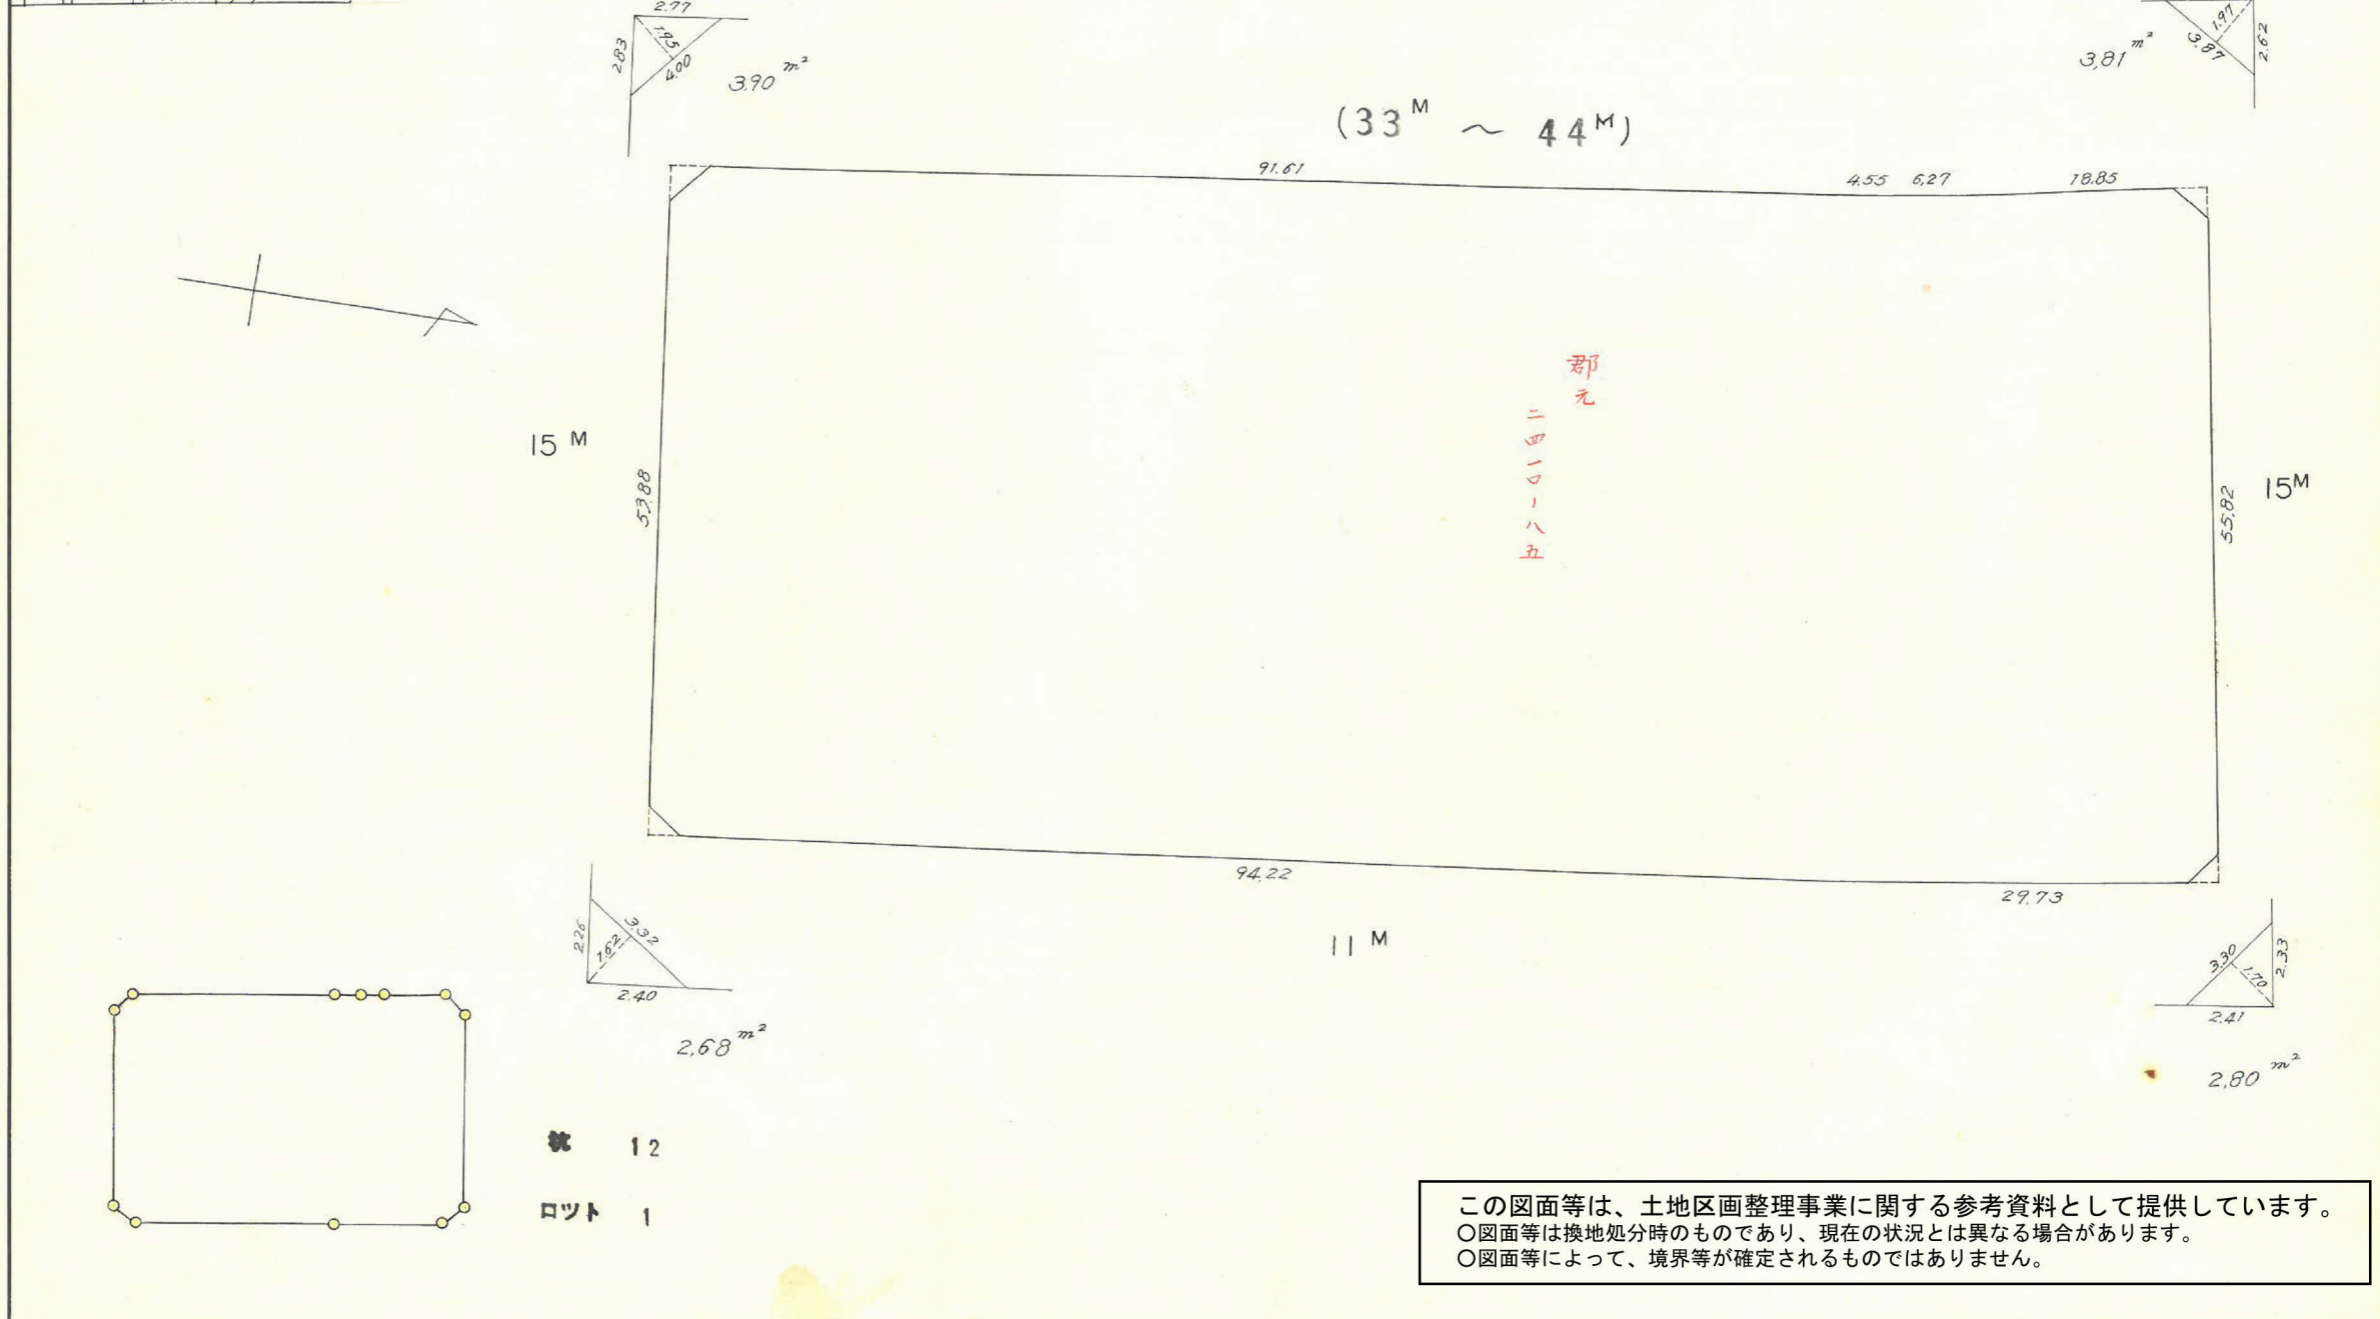 2.77
2.83
1.95
4.00
3.90 m²
1.97
3.87
2.62
3.81 m²
(33M ～ 44M)
91.61
4.55
6.27
18.85
郡元
二四一〇-八五
15M
53.88
55.82
15M
94.22
29.73
11M
2.26
3.32
1.62
2.40
2.68 m²
3.30
1.70
2.33
2.41
2.80 m²
杭 12
ロツト 1
この図面等は、土地区画整理事業に関する参考資料として提供しています。
○図面等は換地処分時のものであり、現在の状況とは異なる場合があります。
○図面等によって、境界等が確定されるものではありません。